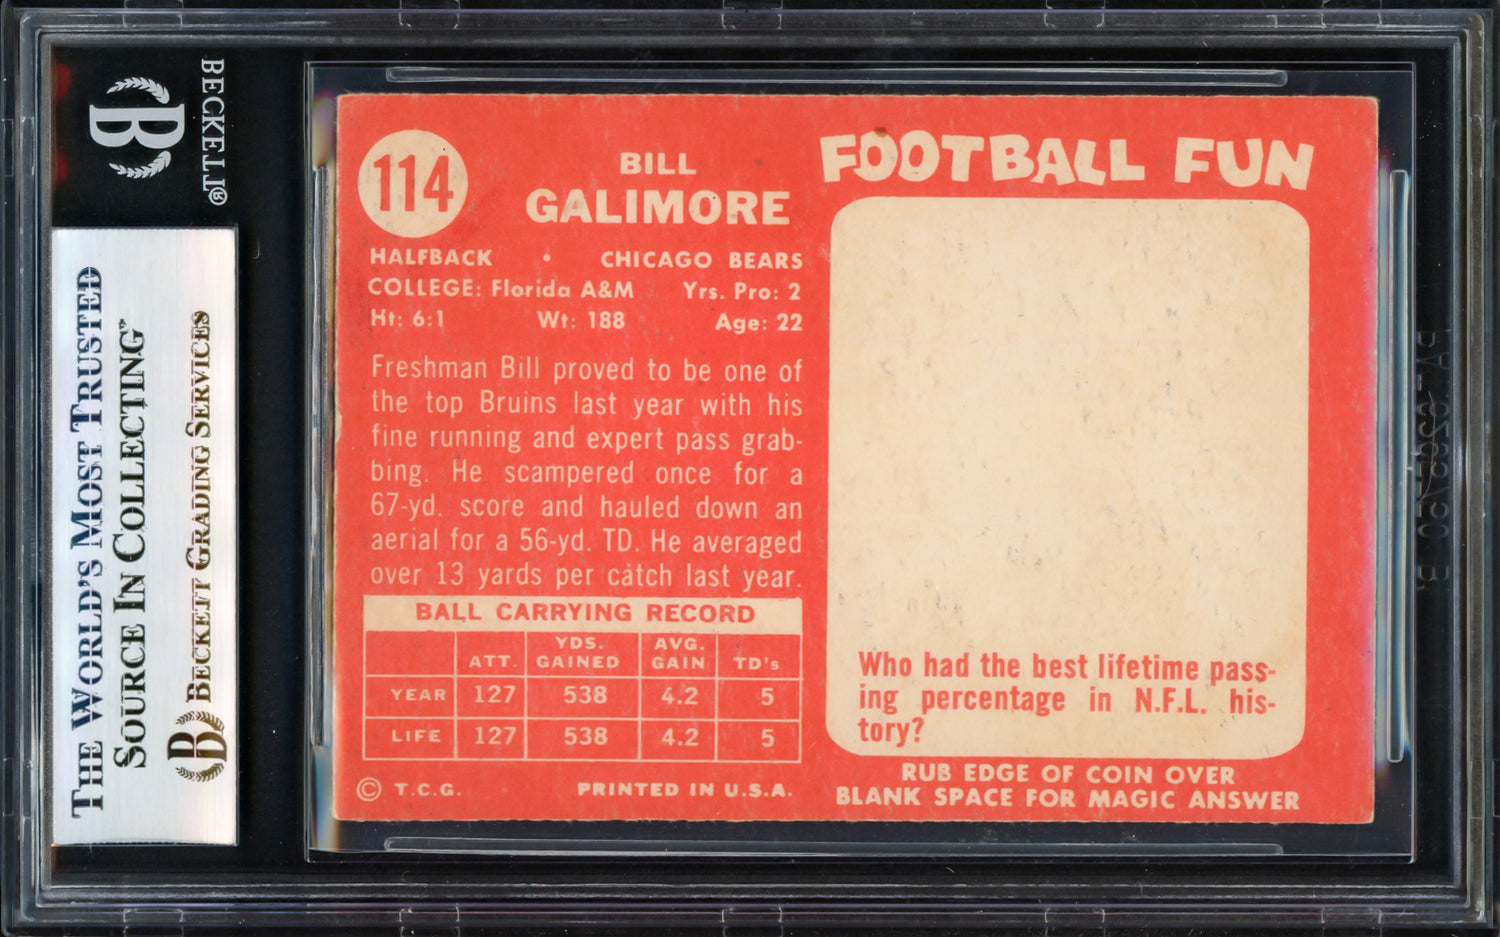 BECKETT®
B
THE WORLD'S MOST TRUSTED
SOURCE IN COLLECTING™
BECKETT GRADING SERVICES
114
BILL
GALIMORE
HALFBACK • CHICAGO BEARS
COLLEGE: Florida A&M Yrs. Pro: 2
Ht: 6:1 Wt: 188 Age: 22
Freshman Bill proved to be one of
the top Bruins last year with his
fine running and expert pass grab-
bing. He scampered once for a
67-yd. score and hauled down an
aerial for a 56-yd. TD. He averaged
over 13 yards per catch last year.
BALL CARRYING RECORD
ATT. YDS. GAINED AVG. GAIN TD's
YEAR 127 538 4.2 5
LIFE 127 538 4.2 5
© T.C.G. PRINTED IN U.S.A.
FOOTBALL FUN
Who had the best lifetime pass-
ing percentage in N.F.L. his-
tory?
RUB EDGE OF COIN OVER
BLANK SPACE FOR MAGIC ANSWER